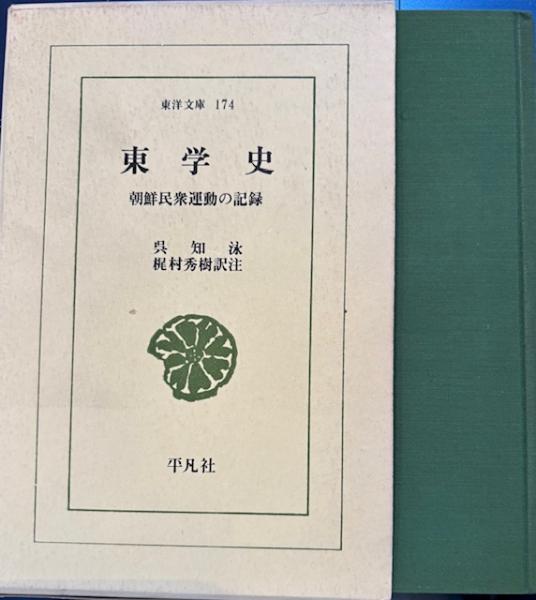 東洋文庫 174
東学史
朝鮮民衆運動の記録
呉知泳
梶村秀樹訳注
平凡社